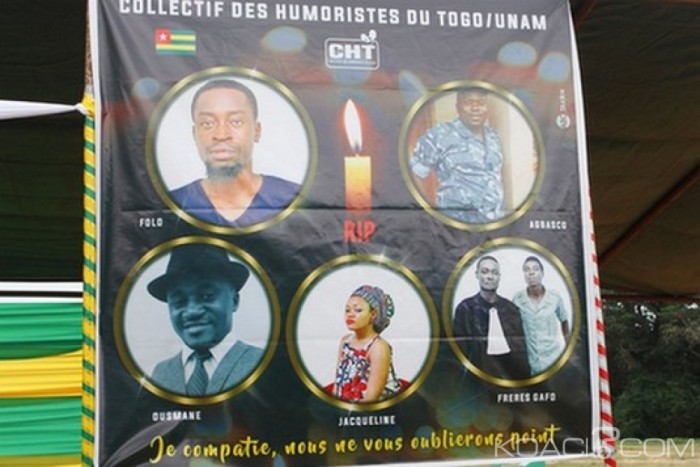 COLLECTIF DES HUMORISTES DU TOGO/UNAM
CHT
RIP
FOLO
AGBASCO
OUSMANE
JACQUELINE
FRERES GAFO
Je compatie, nous ne vous oublierons point
KOACI.COM